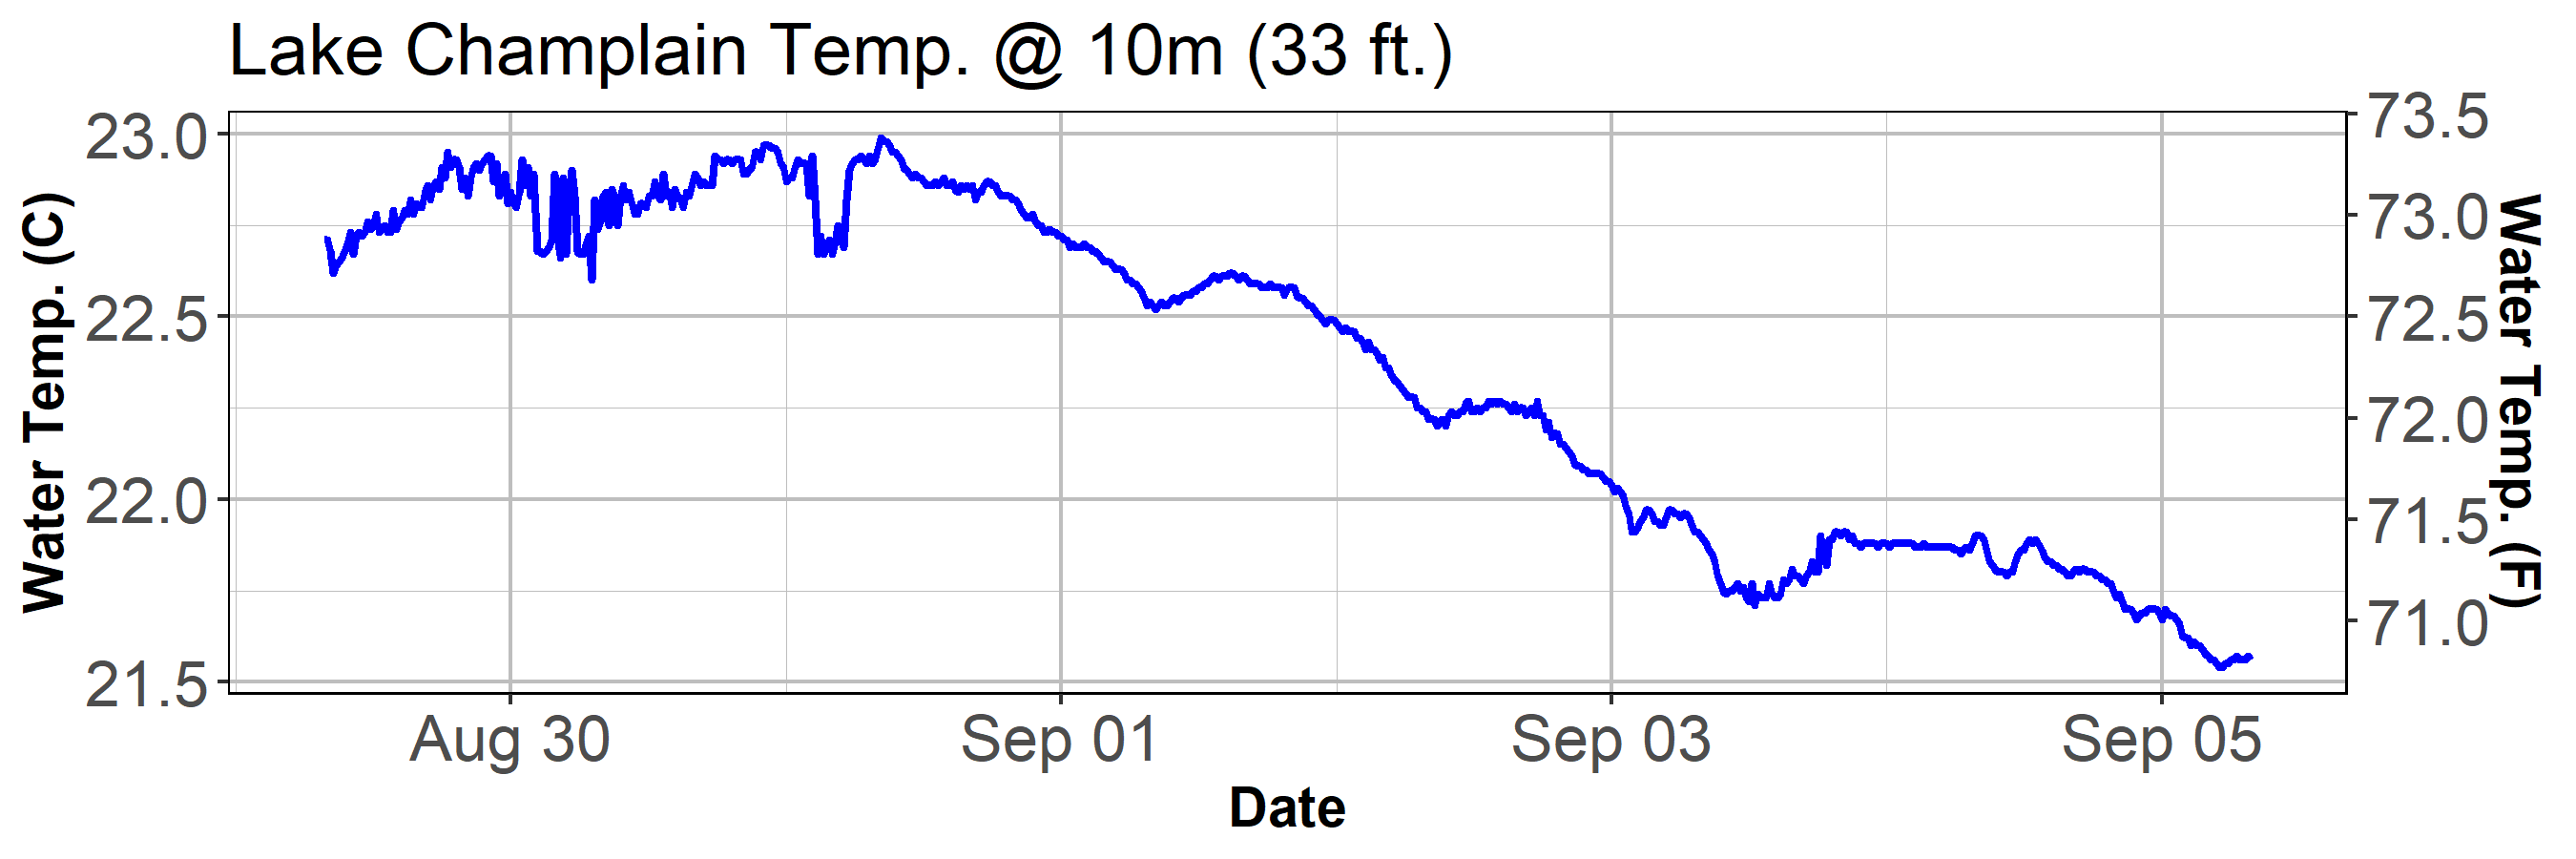 Lake Champlain Temp. @ 10m (33 ft.)
Water Temp. (C)
23.0
22.5
22.0
21.5
73.5
73.0
72.5
72.0
71.5
71.0
Water Temp. (F)
Aug 30
Sep 01
Sep 03
Sep 05
Date